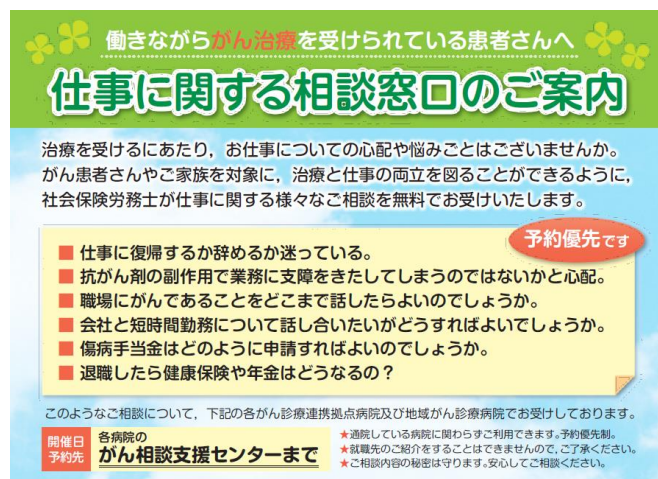 働きながらがん治療を受けられている患者さんへ
仕事に関する相談窓口のご案内
治療を受けるにあたり，お仕事についての心配や悩みごとはございませんか。
がん患者さんやご家族を対象に，治療と仕事の両立を図ることができるように，
社会保険労務士が仕事に関する様々なご相談を無料でお受けいたします。
予約優先です
■ 仕事に復帰するか辞めるか迷っている。
■ 抗がん剤の副作用で業務に支障をきたしてしまうのではないかと心配。
■ 職場にがんであることをどこまで話したらよいのでしょうか。
■ 会社と短時間勤務について話し合いたいがどうすればよいでしょうか。
■ 傷病手当金はどのように申請すればよいのでしょうか。
■ 退職したら健康保険や年金はどうなるの？
このようなご相談について，下記の各がん診療連携拠点病院及び地域がん診療病院でお受けしております。
開催日
予約先
各病院の
がん相談支援センターまで
★通院している病院に関わらずご利用できます。予約優先制。
★就職先のご紹介をすることはできませんので、ご了承ください。
★ご相談内容の秘密は守ります。安心してご相談ください。